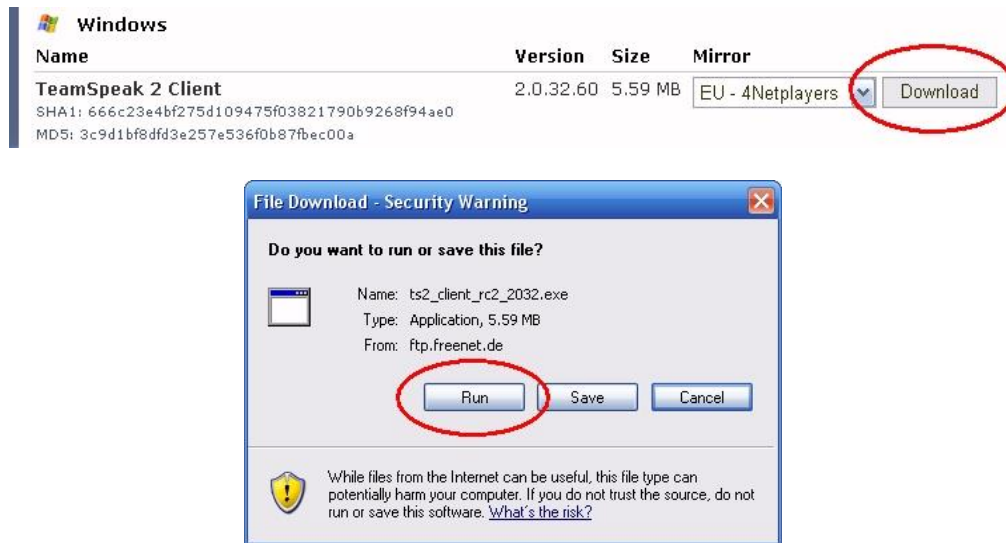 Windows
Name Version Size Mirror
TeamSpeak 2 Client 2.0.32.60 5.59 MB EU - 4Netplayers Download
SHA1: 666c23e4bf275d109475f03821790b9268f94ae0
MD5: 3c9d1bf8dfd3e257e536f0b87fbec00a
File Download - Security Warning
Do you want to run or save this file?
Name: ts2_client_rc2_2032.exe
Type: Application, 5.59 MB
From: ftp.freenet.de
Run Save Cancel
While files from the Internet can be useful, this file type can
potentially harm your computer. If you do not trust the source, do not
run or save this software. What's the risk?